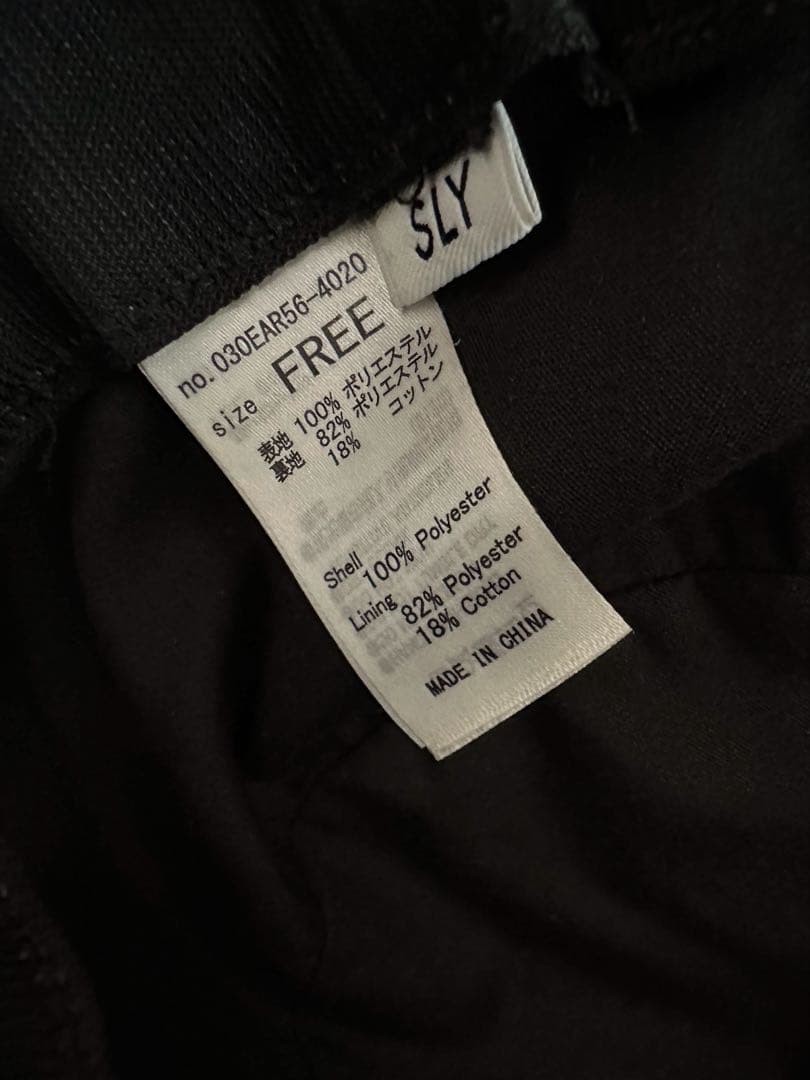 SLY
no. 030EAR56-4020
size FREE
表地 100% ポリエステル
裏地 82% ポリエステル
18% コットン
Shell
100% Polyester
Lining
82% Polyester
18% Cotton
MADE IN CHINA